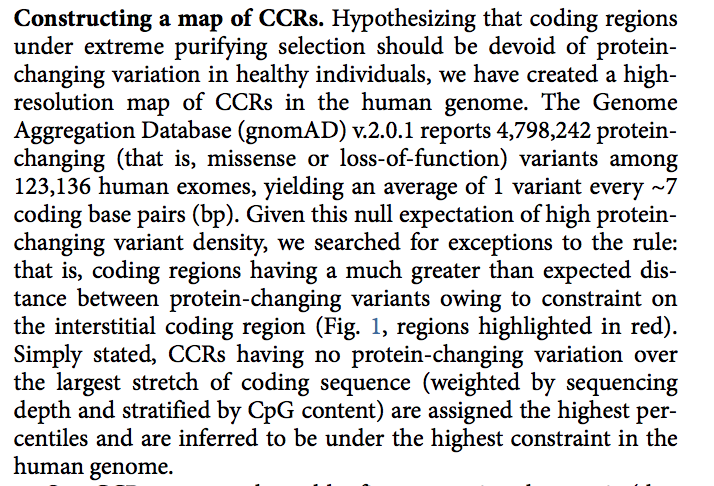 Constructing a map of CCRs. Hypothesizing that coding regions
under extreme purifying selection should be devoid of protein-
changing variation in healthy individuals, we have created a high-
resolution map of CCRs in the human genome. The Genome
Aggregation Database (gnomAD) v.2.0.1 reports 4,798,242 protein-
changing (that is, missense or loss-of-function) variants among
123,136 human exomes, yielding an average of 1 variant every ~7
coding base pairs (bp). Given this null expectation of high protein-
changing variant density, we searched for exceptions to the rule:
that is, coding regions having a much greater than expected dis-
tance between protein-changing variants owing to constraint on
the interstitial coding region (Fig. 1, regions highlighted in red).
Simply stated, CCRs having no protein-changing variation over
the largest stretch of coding sequence (weighted by sequencing
depth and stratified by CpG content) are assigned the highest per-
centiles and are inferred to be under the highest constraint in the
human genome.